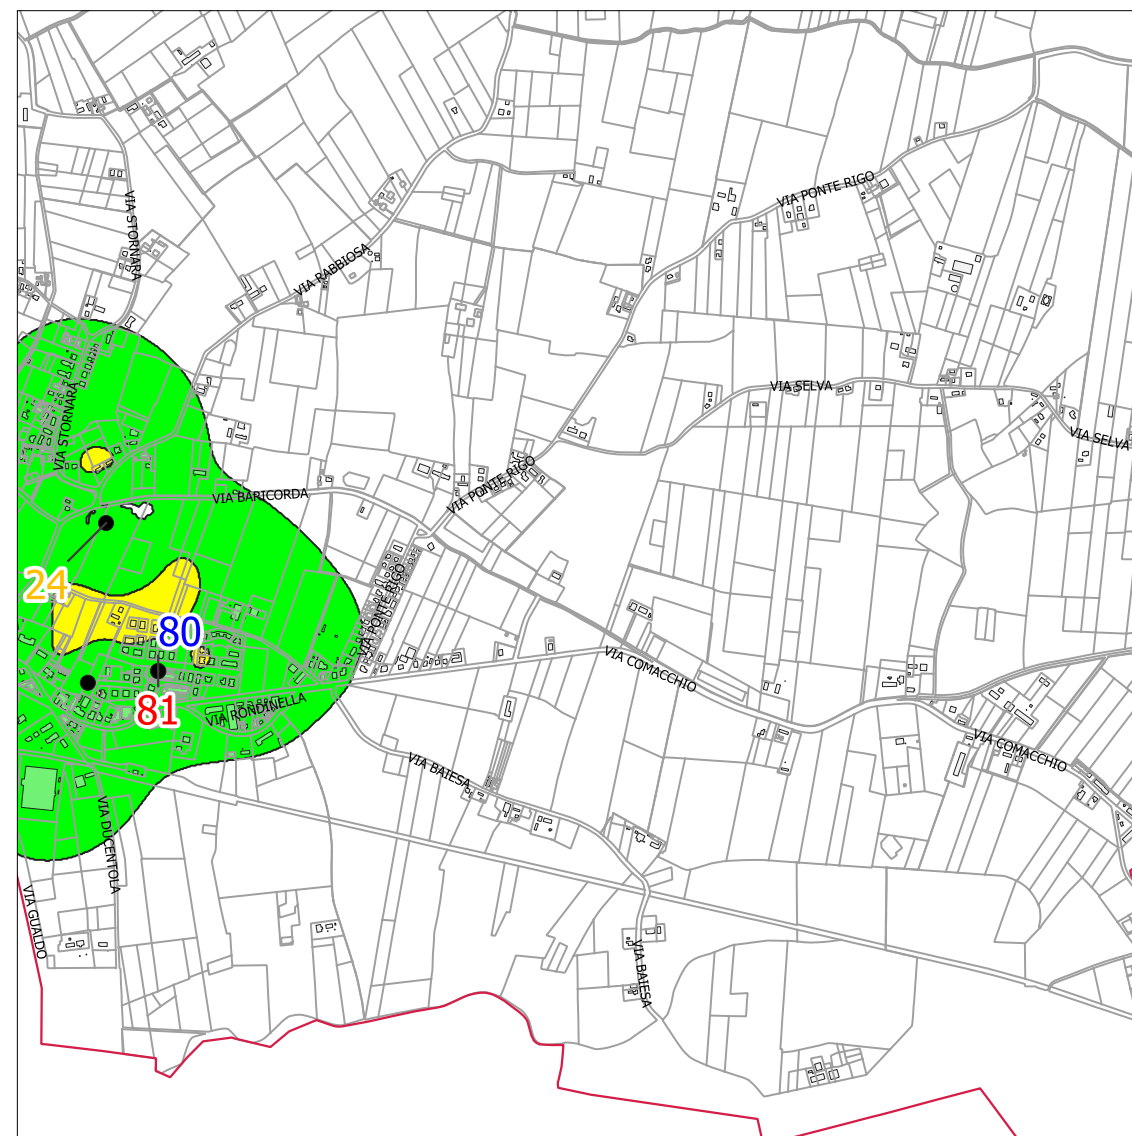 VIA PONTE RIGO
VIA STORNARA
VIA RABBIOSA
VIA SELVA
VIA STORNARA
VIA SELVA
VIA PONTE RIGO
VIA BARICORDA
24
VIA PONTE RIGO
80
VIA COMACCHIO
81
VIA RONDINELLA
VIA COMACCHIO
VIA BAIESA
VIA DUCENTOLA
VIA GUALDO
VIA BAIESA